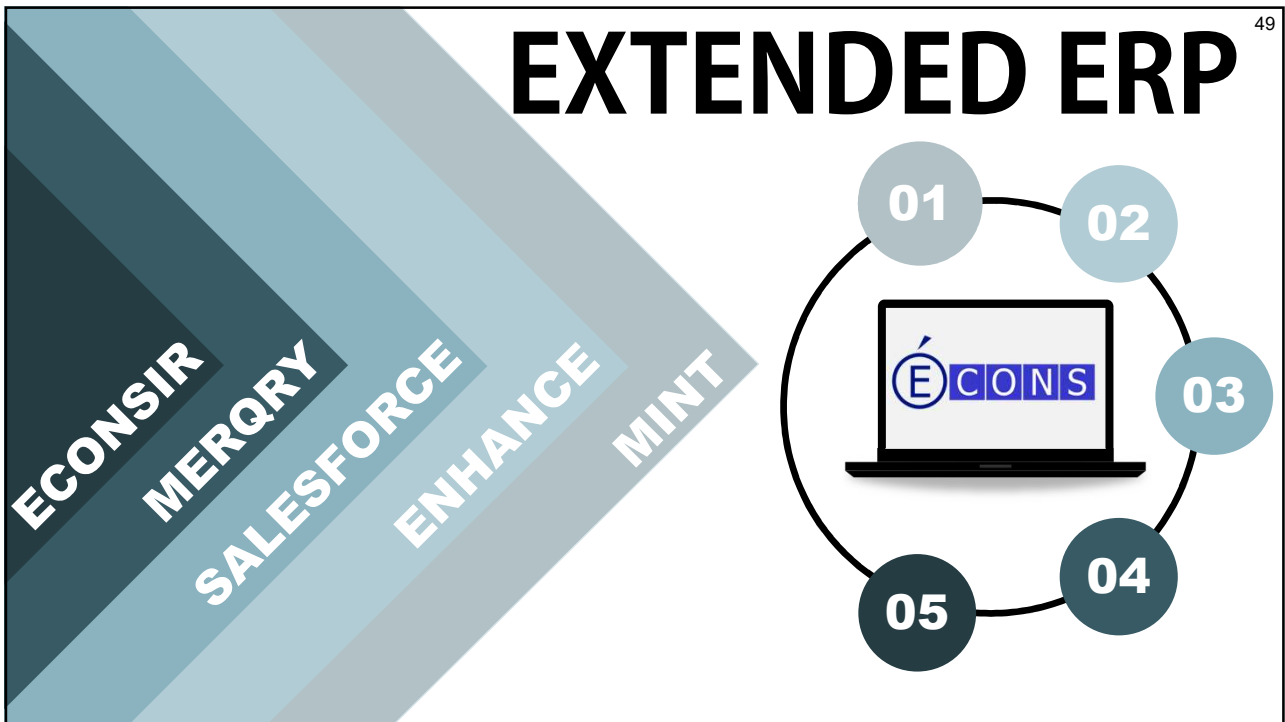 49
EXTENDED ERP
ECONSIR
MERQRY
SALESFORCE
ENHANCE
MINT
01
02
03
04
05
ÉCONS